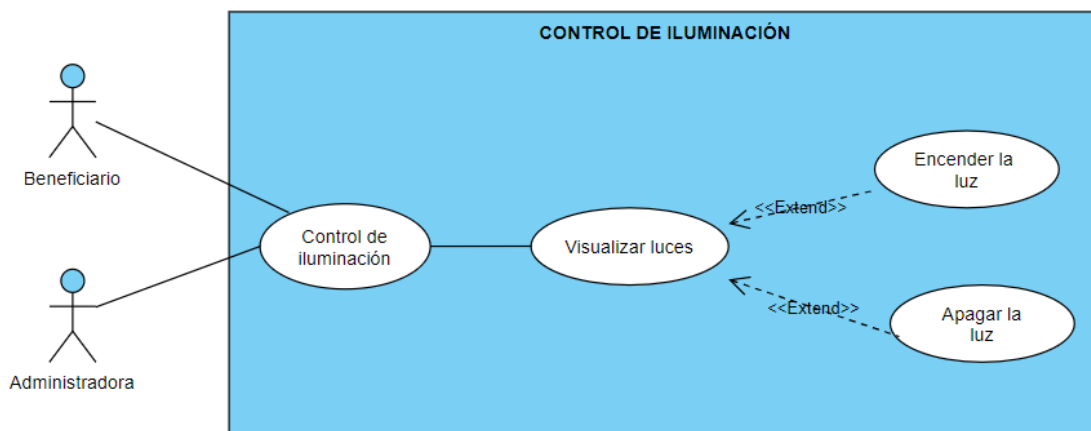 CONTROL DE ILUMINACIÓN
Beneficiario
Administradora
Control de
iluminación
Visualizar luces
<<Extend>>
Encender la
luz
<<Extend>>
Apagar la
luz